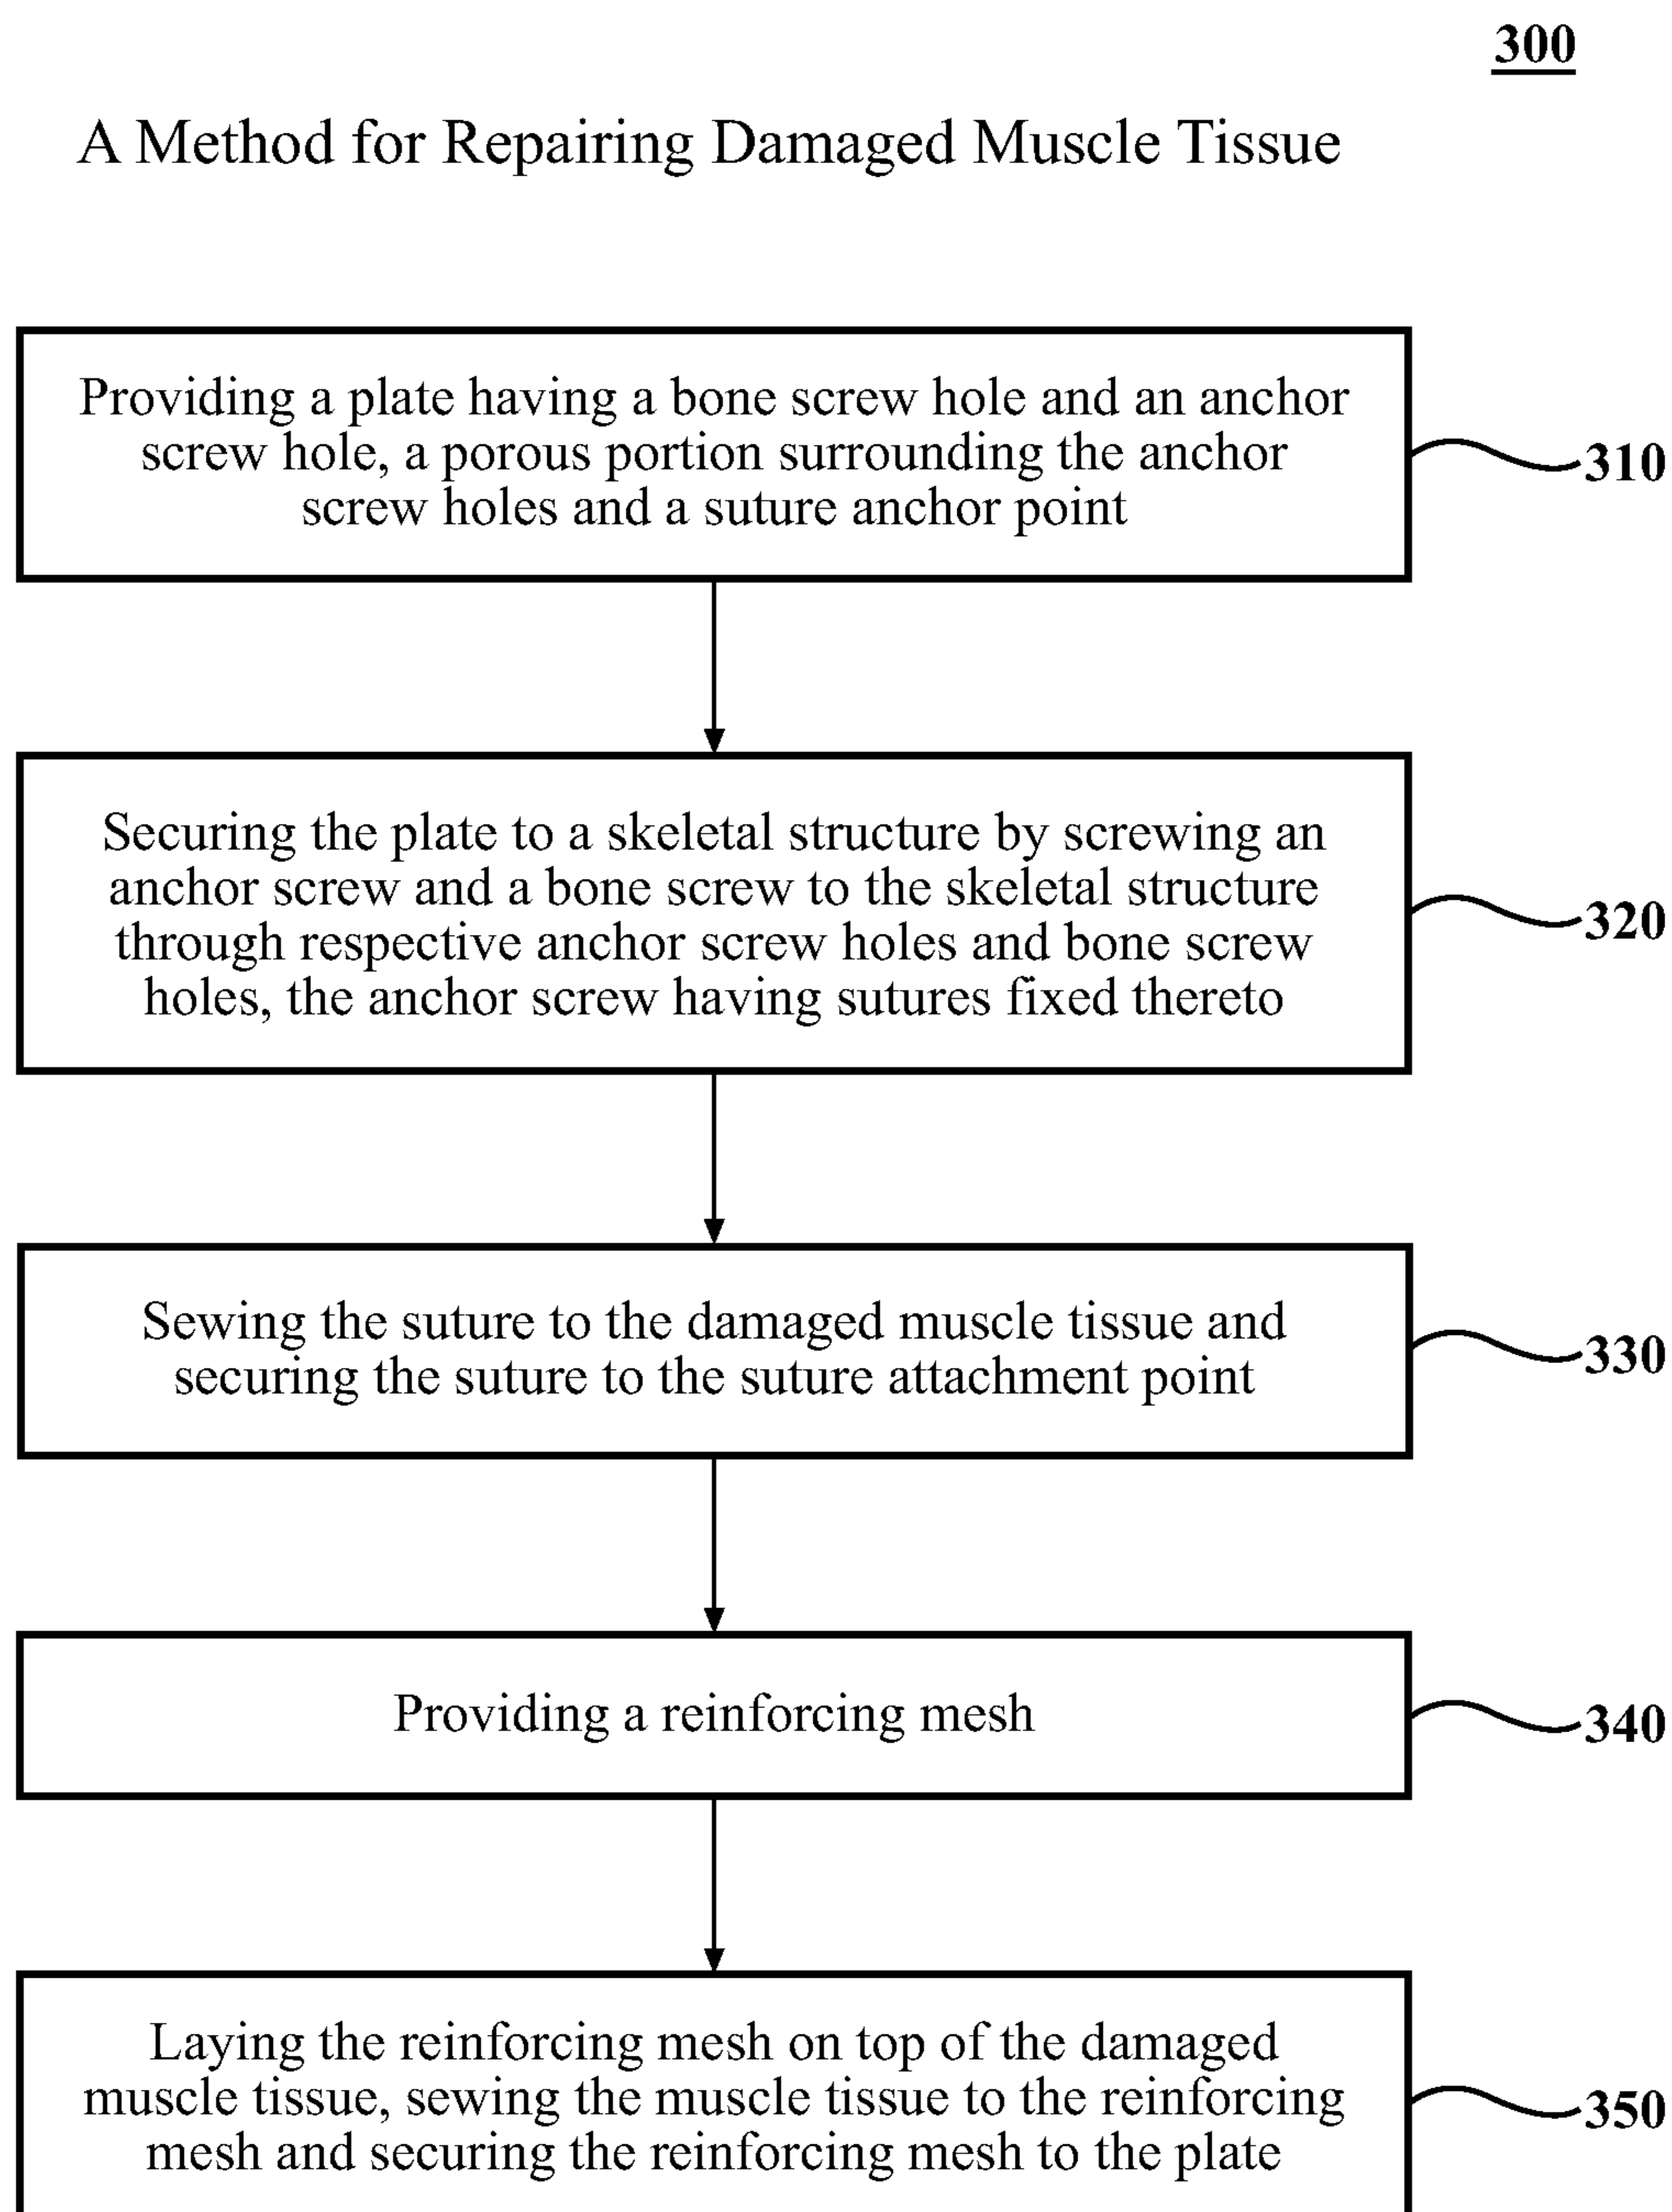 300
A Method for Repairing Damaged Muscle Tissue
Providing a plate having a bone screw hole and an anchor
screw hole, a porous portion surrounding the anchor
screw holes and a suture anchor point
310
Securing the plate to a skeletal structure by screwing an
anchor screw and a bone screw to the skeletal structure
through respective anchor screw holes and bone screw
holes, the anchor screw having sutures fixed thereto
320
Sewing the suture to the damaged muscle tissue and
securing the suture to the suture attachment point
330
Providing a reinforcing mesh
340
Laying the reinforcing mesh on top of the damaged
muscle tissue, sewing the muscle tissue to the reinforcing
mesh and securing the reinforcing mesh to the plate
350